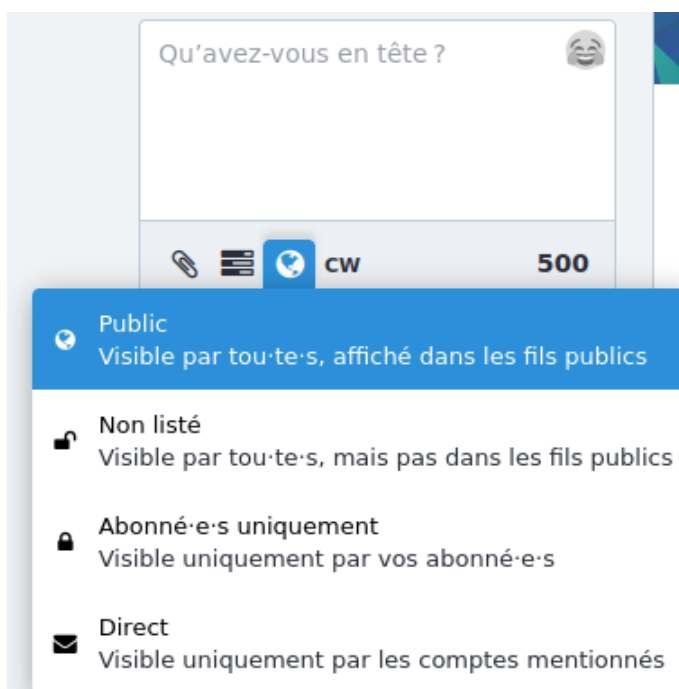 Qu’avez-vous en tête ?
CW 500
Public
Visible par tou·te·s, affiché dans les fils publics
Non listé
Visible par tou·te·s, mais pas dans les fils publics
Abonné·e·s uniquement
Visible uniquement par vos abonné·e·s
Direct
Visible uniquement par les comptes mentionnés